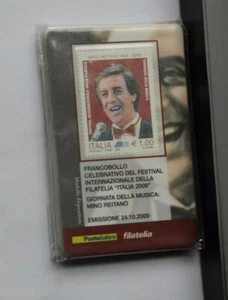 ITALIA € 1,00
FRANCOBOLLO
CELEBRATIVO DEL FESTIVAL
INTERNAZIONALE DELLA
FILATELIA "ITALIA 2009"
GIORNATA DELLA MUSICA:
MINO REITANO
EMISSIONE 24.10.2009
Posteitaliane filatelia